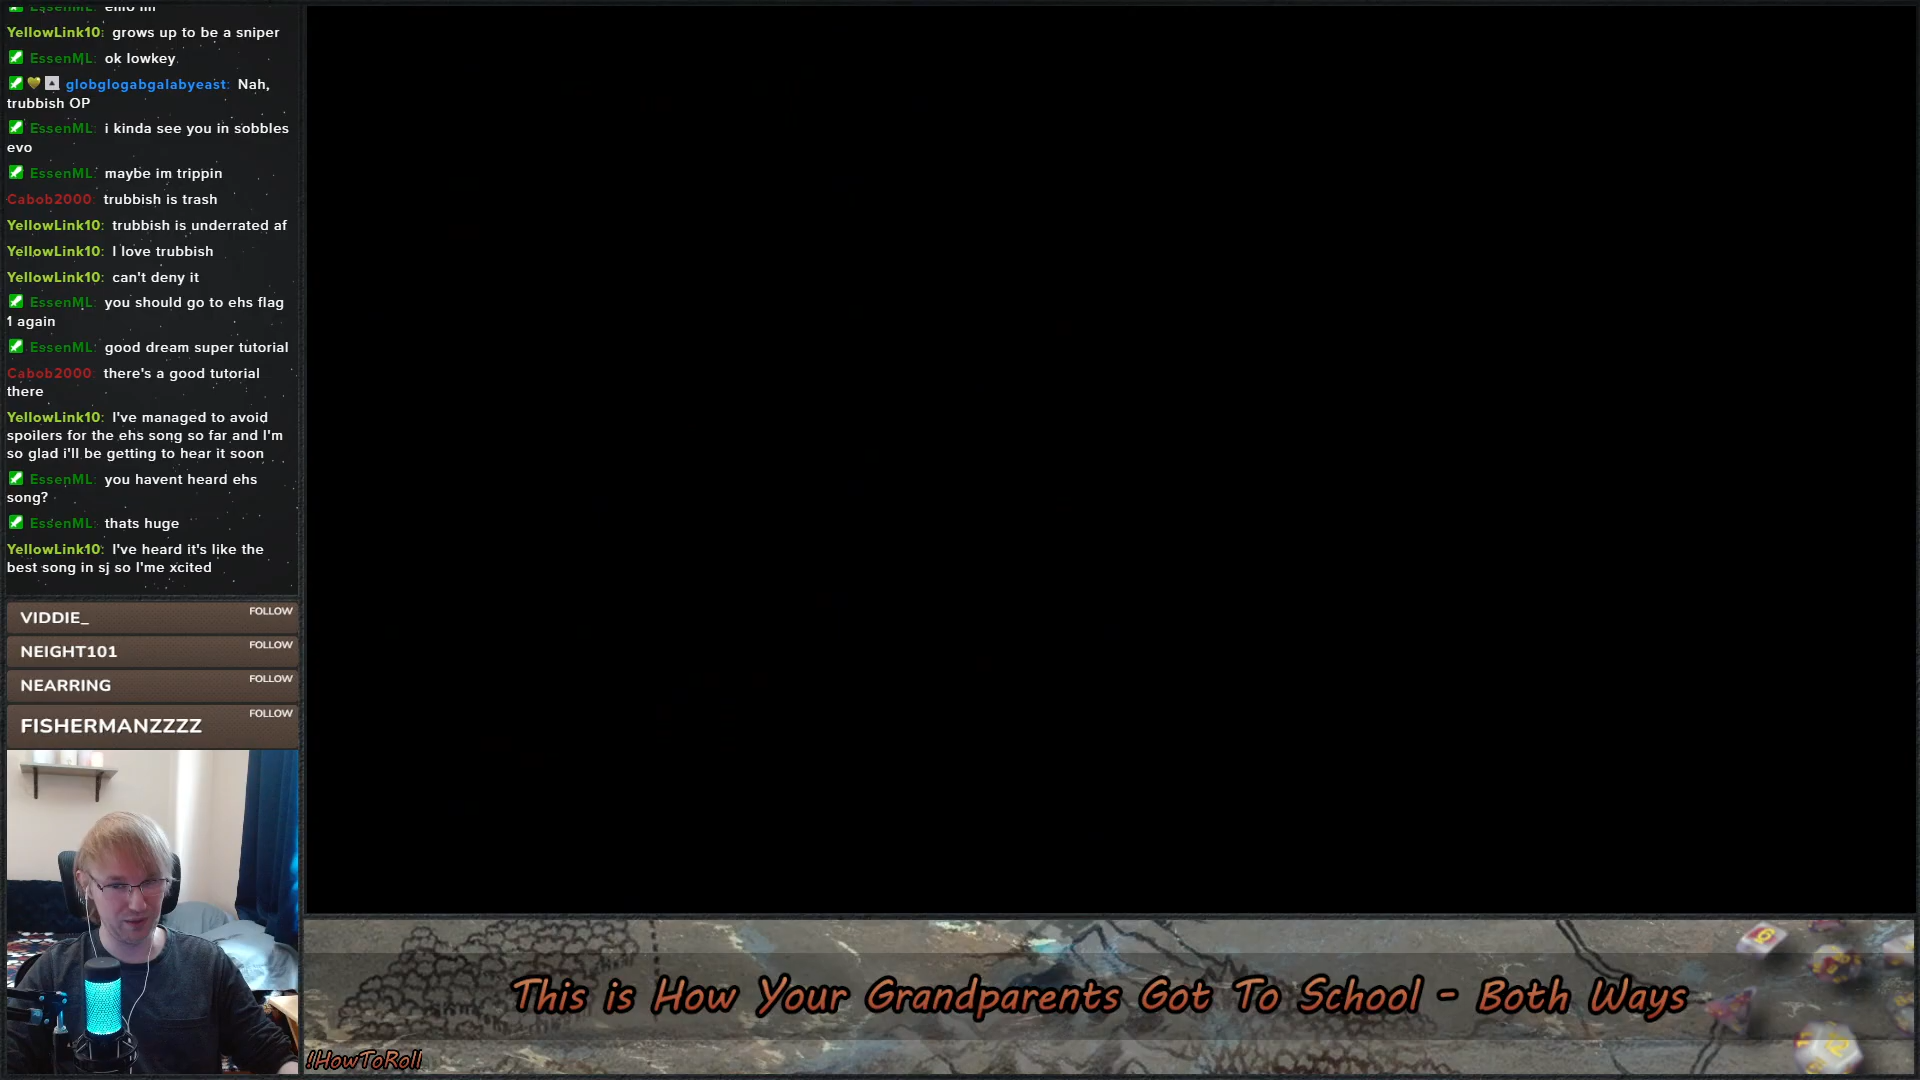 EssenML: emo fin
YellowLink10: grows up to be a sniper
EssenML: ok lowkey
globglogabgalabyeast: Nah,
trubbish OP
EssenML: i kinda see you in sobbles
evo
EssenML: maybe im trippin
Cabob2000: trubbish is trash
YellowLink10: trubbish is underrated af
YellowLink10: I love trubbish
YellowLink10: can't deny it
EssenML: you should go to ehs flag
1 again
EssenML: good dream super tutorial
Cabob2000: there's a good tutorial
there
YellowLink10: I've managed to avoid
spoilers for the ehs song so far and I'm
so glad i'll be getting to hear it soon
EssenML: you havent heard ehs
song?
EssenML: thats huge
YellowLink10: I've heard it's like the
best song in sj so I'me xcited
VIDDIE_ FOLLOW
NEIGHT101 FOLLOW
NEARRING FOLLOW
FISHERMANZZZZ FOLLOW
This is How Your Grandparents Got To School - Both Ways
!HowToRoll